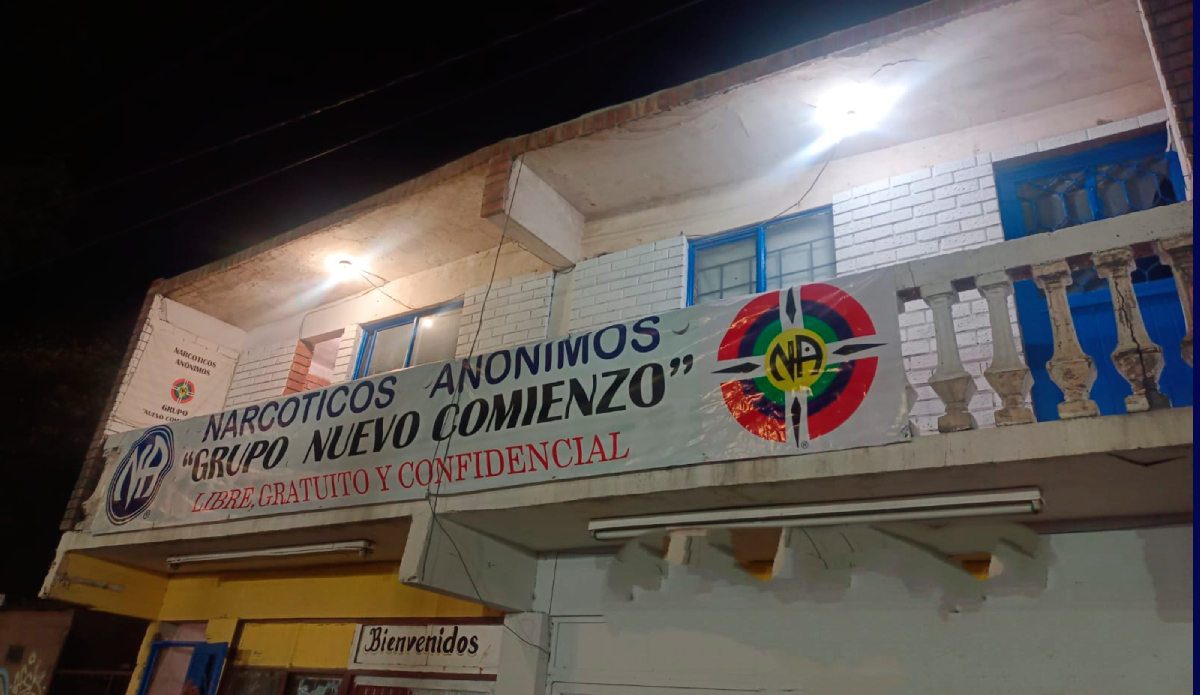 NARCOTICOS
ANONIMOS
GRUPO
NARCOTICOS ANONIMOS
"GRUPO NUEVO COMIENZO"
LIBRE, GRATUITO Y CONFIDENCIAL
NA
®
NA
®
Bienvenidos